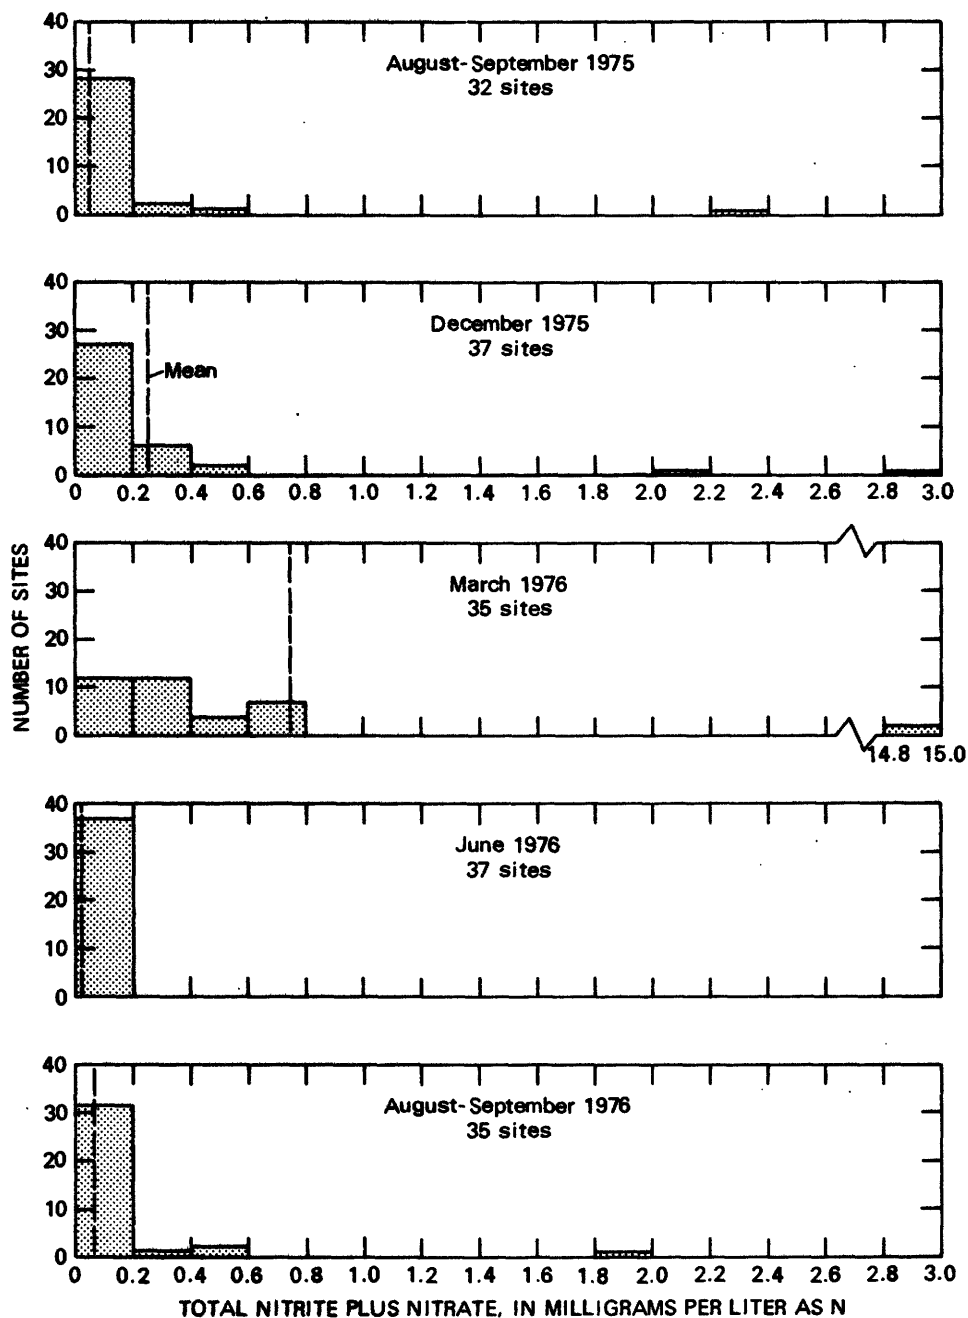 40
30
20
10
0
August-September 1975
32 sites
40
30
20
10
0
December 1975
37 sites
Mean
0 0.2 0.4 0.6 0.8 1.0 1.2 1.4 1.6 1.8 2.0 2.2 2.4 2.6 2.8 3.0
NUMBER OF SITES
40
30
20
10
0
March 1976
35 sites
14.8 15.0
40
30
20
10
0
June 1976
37 sites
40
30
20
10
0
August-September 1976
35 sites
0 0.2 0.4 0.6 0.8 1.0 1.2 1.4 1.6 1.8 2.0 2.2 2.4 2.6 2.8 3.0
TOTAL NITRITE PLUS NITRATE, IN MILLIGRAMS PER LITER AS N